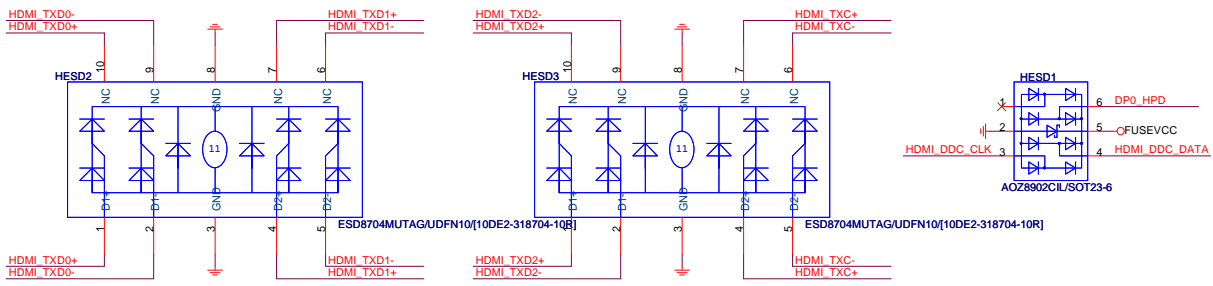 HDMI_TXD0-
HDMI_TXD0+
HDMI_TXD1+
HDMI_TXD1-
HDMI_TXD2-
HDMI_TXD2+
HDMI_TXC+
HDMI_TXC-
10
9
8
7
6
10
9
8
7
6
HESD2
HESD3
HESD1
NC
NC
GND
NC
NC
NC
NC
GND
NC
NC
1
6
DP0_HPD
2
5
FUSEVCC
HDMI_DDC_CLK
3
4
HDMI_DDC_DATA
11
11
AOZ8902CIL/SOT23-6
D1+
D1-
GND
D2+
D2-
D1+
D1-
GND
D2+
D2-
ESD8704MUTAG/UDFN10/[10DE2-318704-10R]
ESD8704MUTAG/UDFN10/[10DE2-318704-10R]
1
2
3
4
5
1
2
3
4
5
HDMI_TXD0+
HDMI_TXD0-
HDMI_TXD1-
HDMI_TXD1+
HDMI_TXD2+
HDMI_TXD2-
HDMI_TXC-
HDMI_TXC+